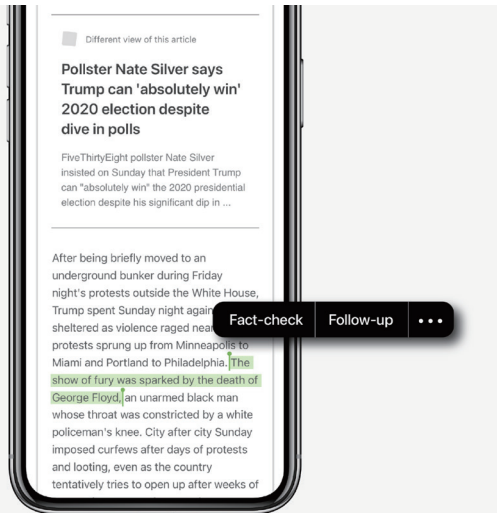 Different view of this article
Pollster Nate Silver says
Trump can 'absolutely win'
2020 election despite
dive in polls
FiveThirtyEight pollster Nate Silver
insisted on Sunday that President Trump
can "absolutely win" the 2020 presidential
election despite his significant dip in ...
After being briefly moved to an
underground bunker during Friday
night's protests outside the White House,
Trump spent Sunday night again
sheltered as violence raged near
protests sprung up from Minneapolis to
Miami and Portland to Philadelphia. The
show of fury was sparked by the death of
George Floyd, an unarmed black man
whose throat was constricted by a white
policeman's knee. City after city Sunday
imposed curfews after days of protests
and looting, even as the country
tentatively tries to open up after weeks of
Fact-check Follow-up